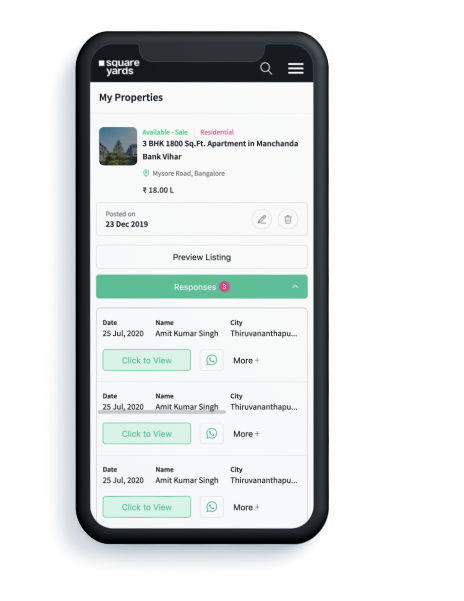 square
yards
My Properties
Available - Sale Residential
3 BHK 1800 Sq.Ft. Apartment in Manchanda
Bank Vihar
Mysore Road, Bangalore
₹ 18.00 L
Posted on
23 Dec 2019
Preview Listing
Responses 3
Date Name City
25 Jul, 2020 Amit Kumar Singh Thiruvananthapu...
Click to View More +
Date Name City
25 Jul, 2020 Amit Kumar Singh Thiruvananthapu...
Click to View More +
Date Name City
25 Jul, 2020 Amit Kumar Singh Thiruvananthapu...
Click to View More +